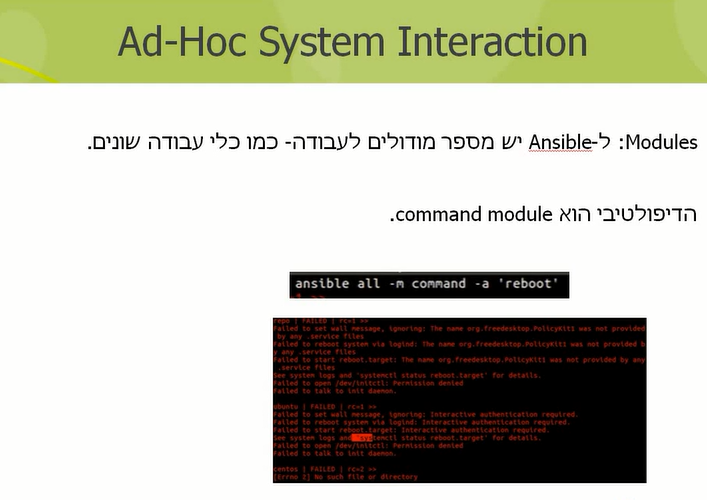 Ad-Hoc System Interaction
Modules: ל-Ansible יש מספר מודולים לעבודה- כמו כלי עבודה שונים.
הדיפולטיבי הוא command module.
ansible all -m command -a 'reboot'
repo | FAILED | rc=1 >>
Failed to set wall message, ignoring: The name org.freedesktop.PolicyKit1 was not provided
by any .service files
Failed to reboot system via logind: The name org.freedesktop.PolicyKit1 was not provided b
y any .service files
Failed to start reboot.target: The name org.freedesktop.PolicyKit1 was not provided by any
.service files
See system logs and 'systemctl status reboot.target' for details.
Failed to open /dev/initctl: Permission denied
Failed to talk to init daemon.
ubuntu | FAILED | rc=1 >>
Failed to set wall message, ignoring: Interactive authentication required.
Failed to reboot system via logind: Interactive authentication required.
Failed to start reboot.target: Interactive authentication required.
See system logs and 'systemctl status reboot.target' for details.
Failed to open /dev/initctl: Permission denied
Failed to talk to init daemon.
centos | FAILED | rc=2 >>
[Errno 2] No such file or directory